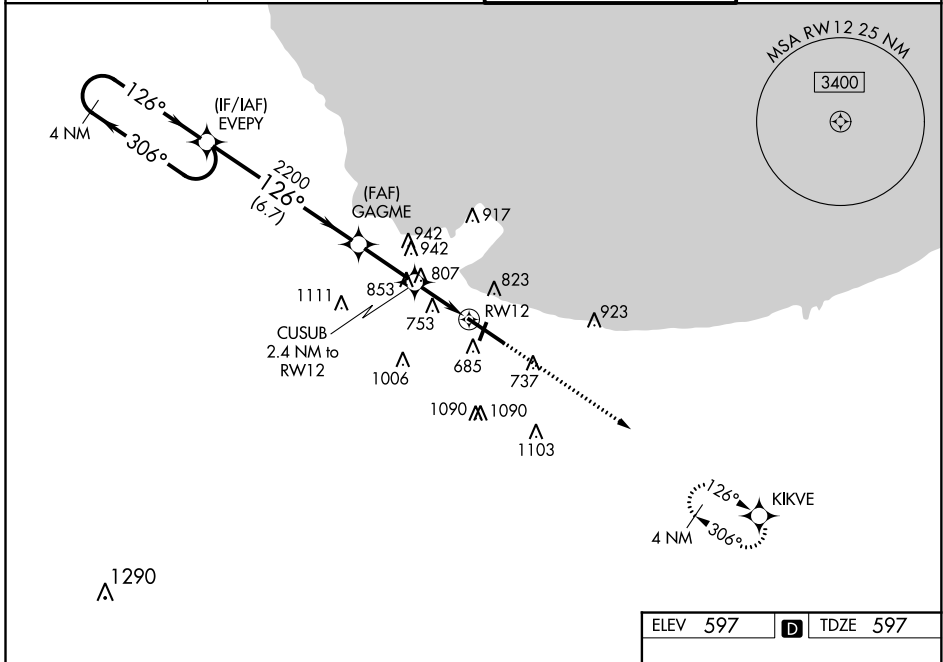 MSA RW12 25 NM
3400
126°
306°
4 NM
(IF/IAF)
EVEPY
2200
126°
(6.7)
(FAF)
GAGME
917
942
942
807
853
823
1111
RW12
923
753
CUSUB
2.4 NM to
RW12
685
737
1006
1090
1090
1103
126°
306°
4 NM
KIKVE
1290
ELEV 597 D TDZE 597